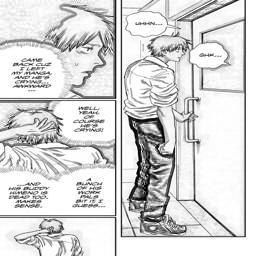 UHHN...
GHK...
CAME
BACK CUZ
I LEFT
MY MANGA,
AND HE'S
CRYING.
AWKWARD
...
WELL,
YEAH,
OF
COURSE
HE'S
CRYING!
A
BUNCH OF
HIS WORK
PALS
BIT IT I
GUESS...
...AND
HIS BUDDY
HIMENO IS
DEAD TOO.
MAKES
SENSE.